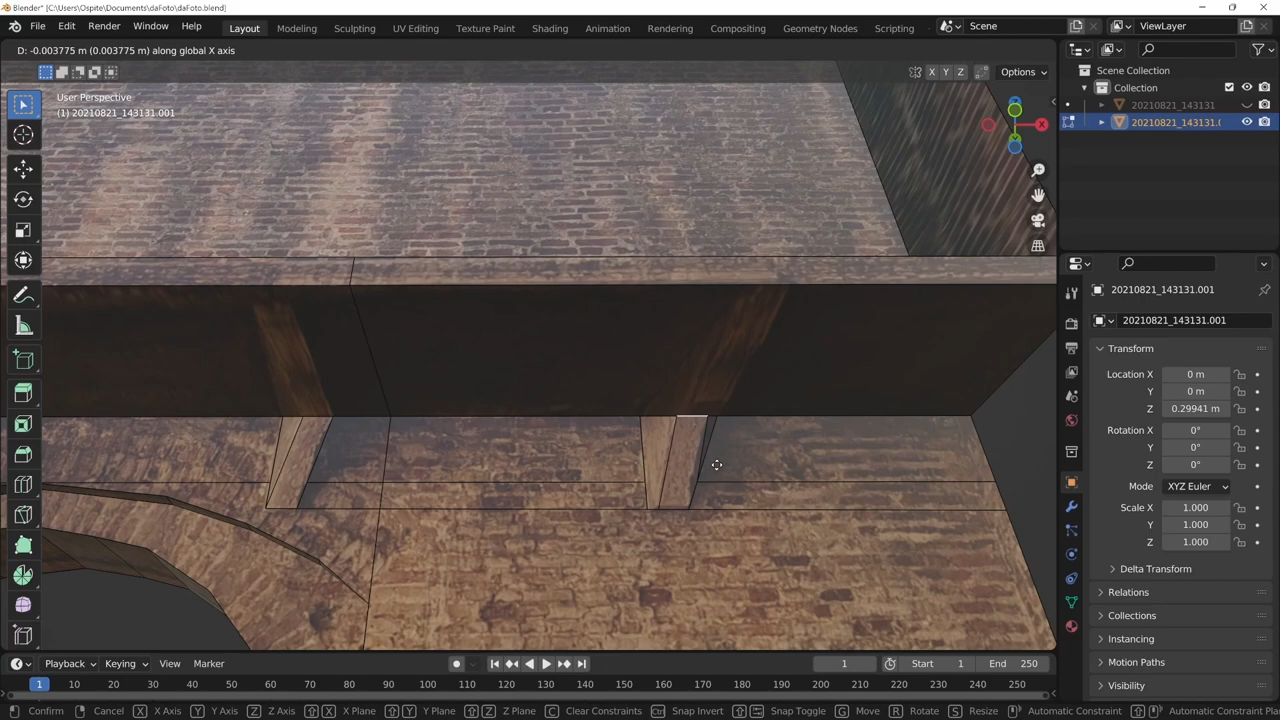 Blender* [C:\Users\Ospite\Documents\daFoto\daFoto.blend]
File Edit Render Window Help Layout Modeling Sculpting UV Editing Texture Paint Shading Animation Rendering Compositing Geometry Nodes Scripting Scene ViewLayer
D: -0.003775 m (0.003775 m) along global X axis
X Y Z Options
User Perspective
(1) 20210821_143131.001
Scene Collection
Collection
20210821_143131
20210821_143131.(
20210821_143131.001
20210821_143131.001
Transform
Location X 0 m
Y 0 m
Z 0.29941 m
Rotation X 0°
Y 0°
Z 0°
Mode XYZ Euler
Scale X 1.000
Y 1.000
Z 1.000
Delta Transform
Relations
Collections
Instancing
Motion Paths
Visibility
Playback Keying View Marker 1 Start 1 End 250
1 10 20 30 40 50 60 70 80 90 100 110 120 130 140 150 160 170 180 190 200 210 220 230 240 250
Confirm Cancel X X Axis Y Y Axis Z Z Axis X X Plane Y Y Plane Z Z Plane C Clear Constraints Ctrl Snap Invert Snap Toggle G Move R Rotate S Resize Automatic Constraint Automatic Constraint Pla